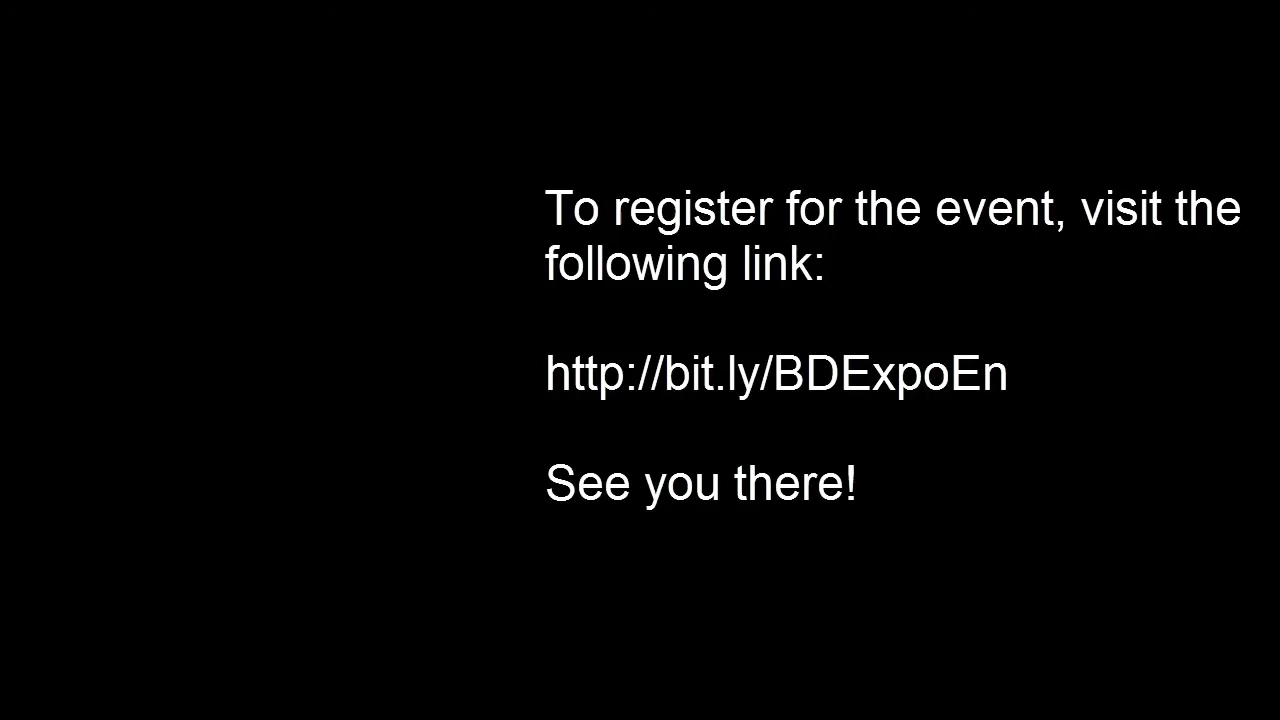 To register for the event, visit the
following link:
http://bit.ly/BDExpoEn
See you there!